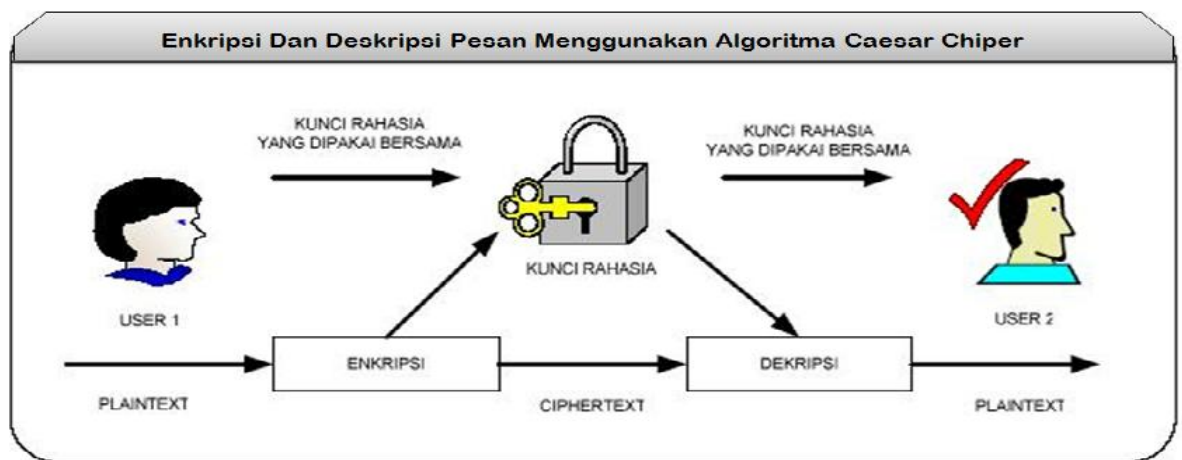 Enkripsi Dan Deskripsi Pesan Menggunakan Algoritma Caesar Chiper
KUNCI RAHASIA
YANG DIPAKAI BERSAMA
KUNCI RAHASIA
YANG DIPAKAI BERSAMA
KUNCI RAHASIA
USER 1
USER 2
ENKRIPSI
DEKRIPSI
PLAINTEXT
CIPHERTEXT
PLAINTEXT